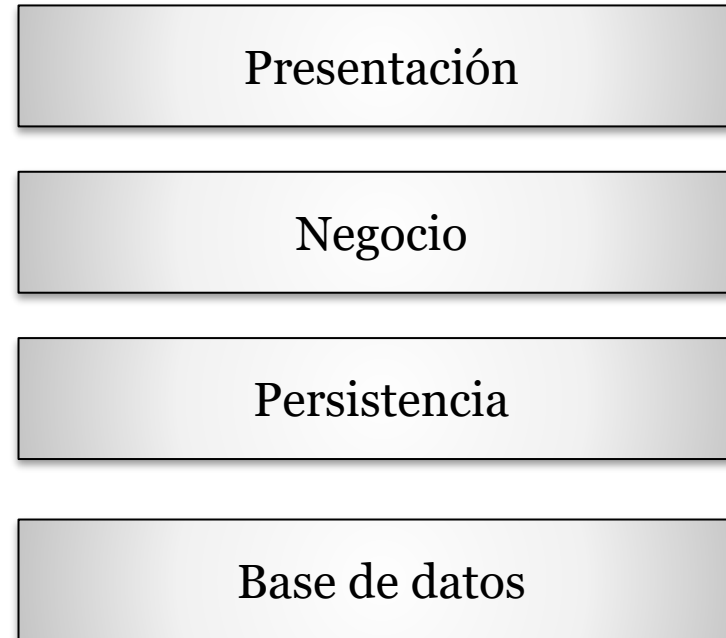 Presentación
Negocio
Persistencia
Base de datos